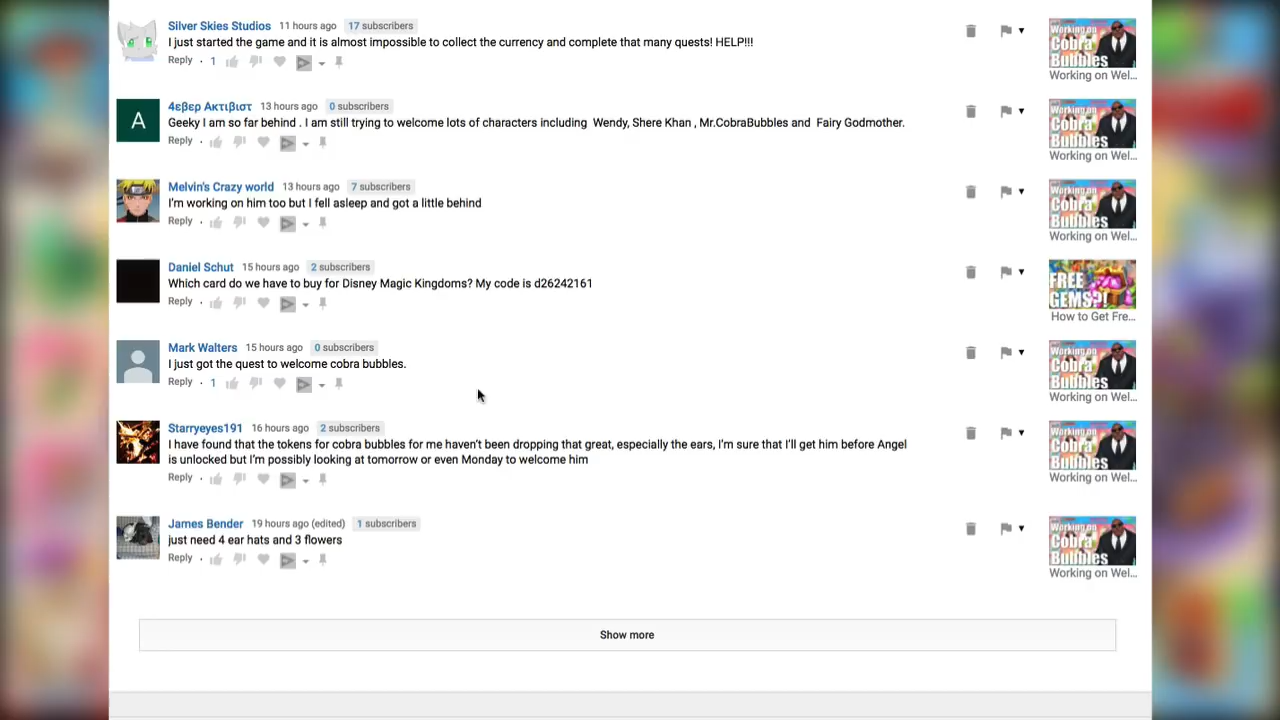 Silver Skies Studios 11 hours ago 17 subscribers
I just started the game and it is almost impossible to collect the currency and complete that many quests! HELP!!!
Reply · 1
Working on
Cobra
Bubbles
Working on Wel...
A
4εβερ Ακτιβιστ 13 hours ago 0 subscribers
Geeky I am so far behind . I am still trying to welcome lots of characters including Wendy, Shere Khan , Mr.CobraBubbles and Fairy Godmother.
Reply ·
Working on
Cobra
Bubbles
Working on Wel...
Melvin's Crazy world 13 hours ago 7 subscribers
I'm working on him too but I fell asleep and got a little behind
Reply ·
Working on
Cobra
Bubbles
Working on Wel...
Daniel Schut 15 hours ago 2 subscribers
Which card do we have to buy for Disney Magic Kingdoms? My code is d26242161
Reply ·
FREE
GEMS?!
How to Get Fre...
Mark Walters 15 hours ago 0 subscribers
I just got the quest to welcome cobra bubbles.
Reply · 1
Working on
Cobra
Bubbles
Working on Wel...
Starryeyes191 16 hours ago 2 subscribers
I have found that the tokens for cobra bubbles for me haven't been dropping that great, especially the ears, I'm sure that I'll get him before Angel
is unlocked but I'm possibly looking at tomorrow or even Monday to welcome him
Reply ·
Working on
Cobra
Bubbles
Working on Wel...
James Bender 19 hours ago (edited) 1 subscribers
just need 4 ear hats and 3 flowers
Reply ·
Working on
Cobra
Bubbles
Working on Wel...
Show more